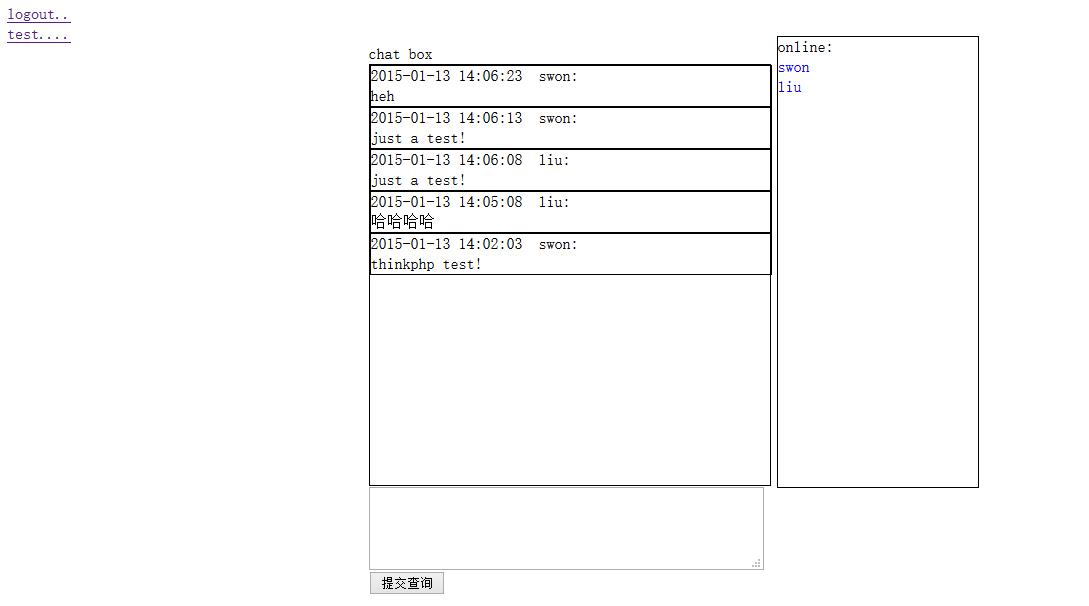 logout..
test....
chat box
2015-01-13 14:06:23  swon:
heh
2015-01-13 14:06:13  swon:
just a test!
2015-01-13 14:06:08  liu:
just a test!
2015-01-13 14:05:08  liu:
哈哈哈哈
2015-01-13 14:02:03  swon:
thinkphp test!
online:
swon
liu
提交查询